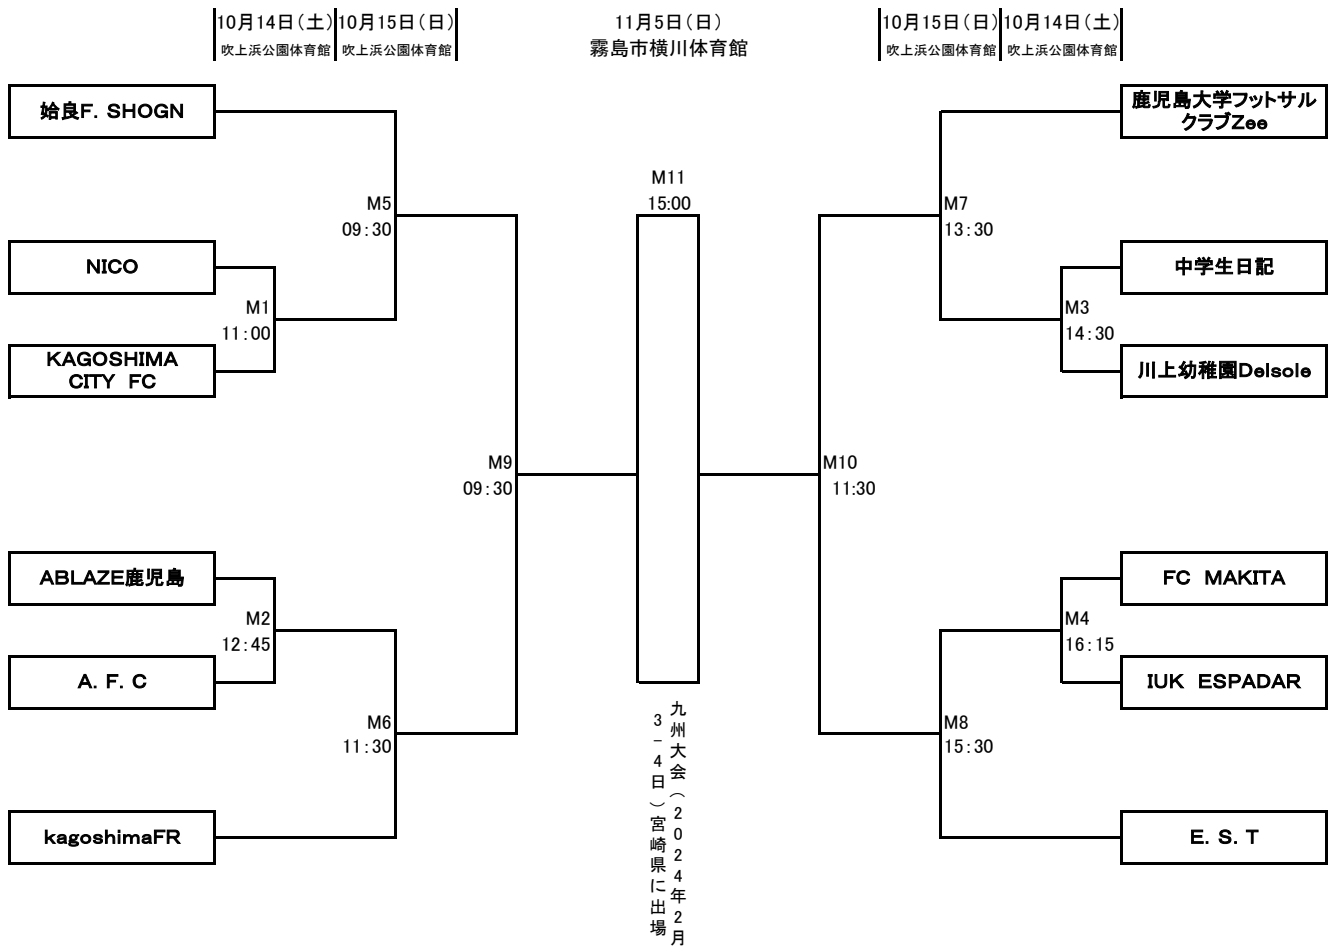 10月14日（土）
吹上浜公園体育館
10月15日（日）
吹上浜公園体育館
11月5日（日）
霧島市横川体育館
10月15日（日）
吹上浜公園体育館
10月14日（土）
吹上浜公園体育館
姶良F．SHOGN
M5
09：30
NICO
M1
11：00
KAGOSHIMA
CITY　FC
M9
09：30
ABLAZE鹿児島
M2
12：45
A．F．C
M6
11：30
kagoshimaFR
M11
15:00
九州大会（2024年2月
3-4日）宮崎県に出場
鹿児島大学フットサル
クラブZee
M7
13：30
中学生日記
M3
14：30
川上幼稚園Delsole
M10
11:30
FC　MAKITA
M4
16：15
IUK　ESPADAR
M8
15：30
E．S．T